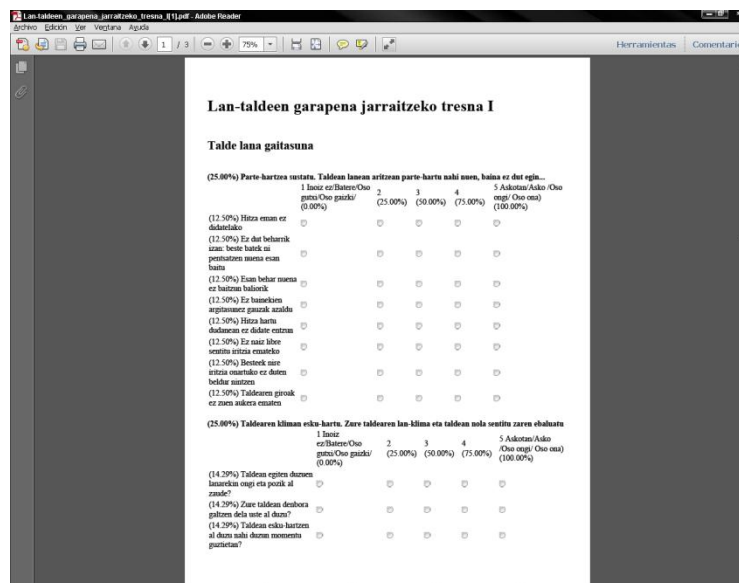 Lan-taldeen_garapena_jarraitzeko_tresna_I[1].pdf - Adobe Reader
Archivo Edición Ver Ventana Ayuda
1 / 3 75% Herramientas Comentario
Lan-taldeen garapena jarraitzeko tresna I
Talde lana gaitasuna
(25.00%) Parte-hartzea sustatu. Taldean lanean aritzean parte-hartu nahi nuen, baina ez dut egin...
1 Inoiz ez/Batere/Oso gutxi/Oso gaizki/ (0.00%) 2 (25.00%) 3 (50.00%) 4 (75.00%) 5 Askotan/Asko /Oso ongi/ Oso ona) (100.00%)
(12.50%) Hitza eman ez
didatelako
(12.50%) Ez dut beharrik
izan: beste batek ni
pentsatzen nuena esan
baitu
(12.50%) Esan behar nuena
ez baitzun baliorik
(12.50%) Ez bainekien
argitasunez gauzak azaldu
(12.50%) Hitza hartu
dudanean ez didate entzun
(12.50%) Ez naiz libre
sentitu iritzia emateko
(12.50%) Besteek nire
iritzia onartuko ez duten
beldur nintzen
(12.50%) Taldearen giroak
ez zuen aukera ematen
(25.00%) Taldearen kliman esku-hartu. Zure taldearen lan-klima eta taldean nola sentitu zaren ebaluatu
1 Inoiz ez/Batere/Oso gutxi/Oso gaizki/ (0.00%) 2 (25.00%) 3 (50.00%) 4 (75.00%) 5 Askotan/Asko /Oso ongi/ Oso ona) (100.00%)
(14.29%) Taldean egiten duzuen
lanarekin ongi eta pozik al
zaude?
(14.29%) Zure taldean denbora
galtzen dela uste al duzu?
(14.29%) Taldean esku-hartzen
al duzu nahi duzun momentu
guztietan?